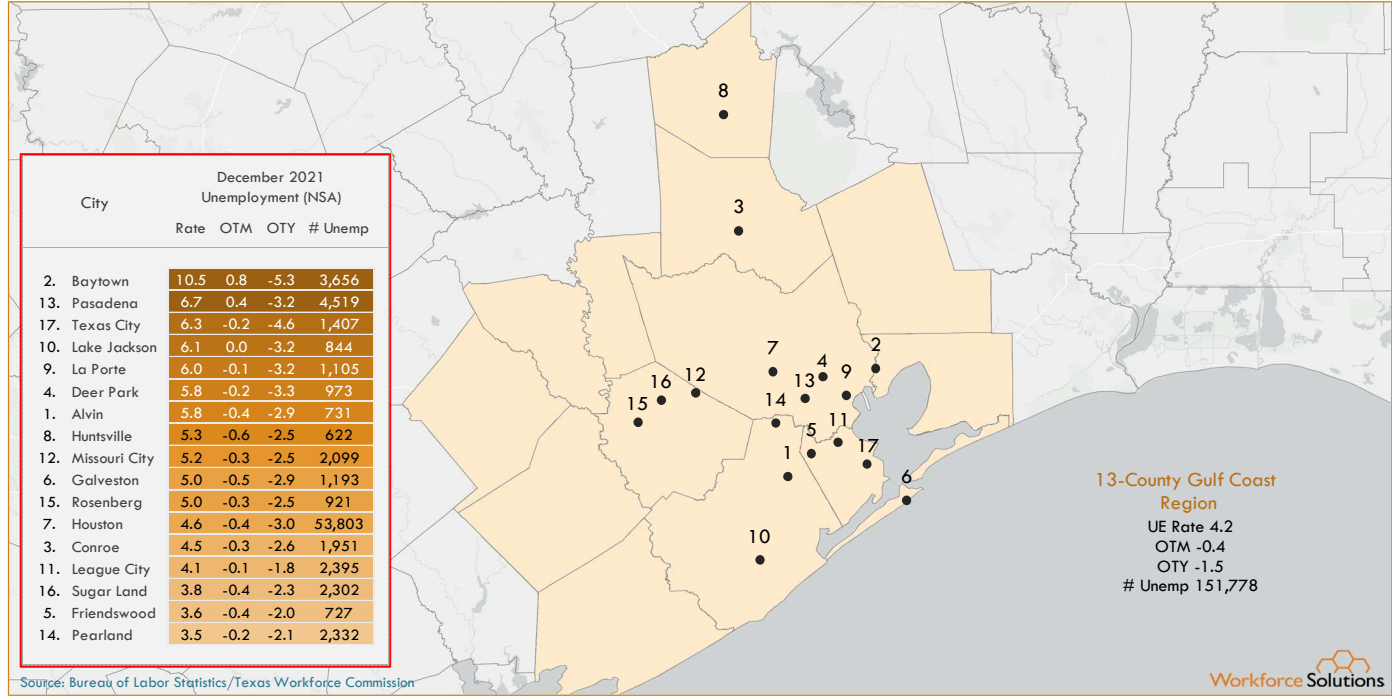 City
December 2021
Unemployment (NSA)
Rate OTM OTY # Unemp
2. Baytown 10.5 0.8 -5.3 3,656
13. Pasadena 6.7 0.4 -3.2 4,519
17. Texas City 6.3 -0.2 -4.6 1,407
10. Lake Jackson 6.1 0.0 -3.2 844
9. La Porte 6.0 -0.1 -3.2 1,105
4. Deer Park 5.8 -0.2 -3.3 973
1. Alvin 5.8 -0.4 -2.9 731
8. Huntsville 5.3 -0.6 -2.5 622
12. Missouri City 5.2 -0.3 -2.5 2,099
6. Galveston 5.0 -0.5 -2.9 1,193
15. Rosenberg 5.0 -0.3 -2.5 921
7. Houston 4.6 -0.4 -3.0 53,803
3. Conroe 4.5 -0.3 -2.6 1,951
11. League City 4.1 -0.1 -1.8 2,395
16. Sugar Land 3.8 -0.4 -2.3 2,302
5. Friendswood 3.6 -0.4 -2.0 727
14. Pearland 3.5 -0.2 -2.1 2,332
Source: Bureau of Labor Statistics/Texas Workforce Commission
8
3
7
4
2
16
12
13
9
15
14
5
11
1
17
6
10
13-County Gulf Coast
Region
UE Rate 4.2
OTM -0.4
OTY -1.5
# Unemp 151,778
Workforce Solutions